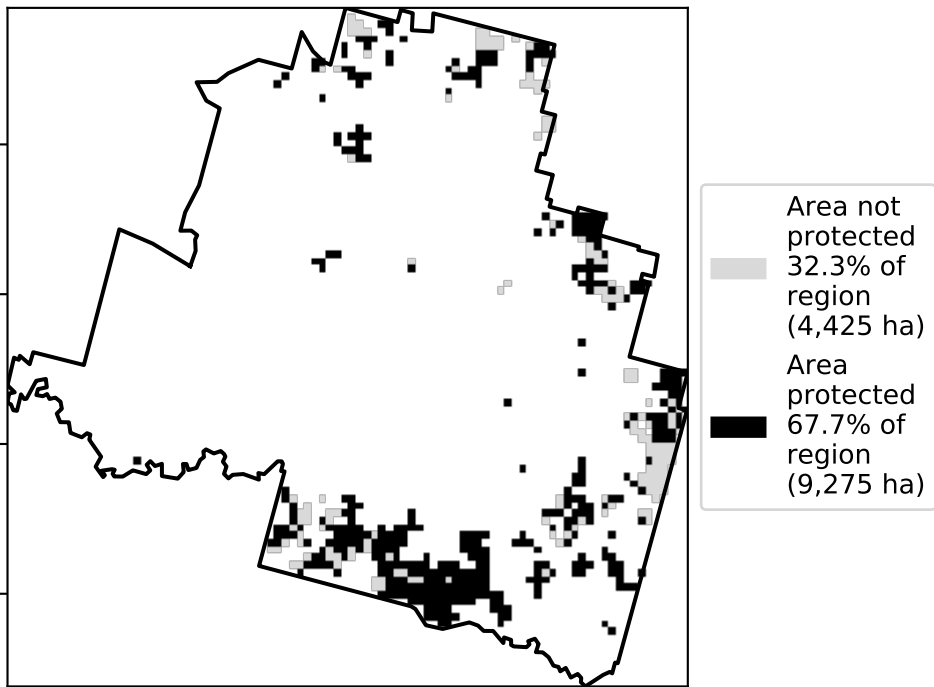 Area not
protected
32.3% of
region
(4,425 ha)
Area
protected
67.7% of
region
(9,275 ha)